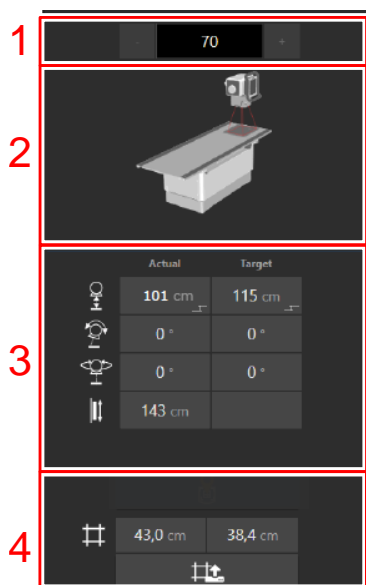 1
- 70 +
2
Actual Target
101 cm 115 cm
0 ° 0 °
3
0 ° 0 °
143 cm
4
43,0 cm 38,4 cm